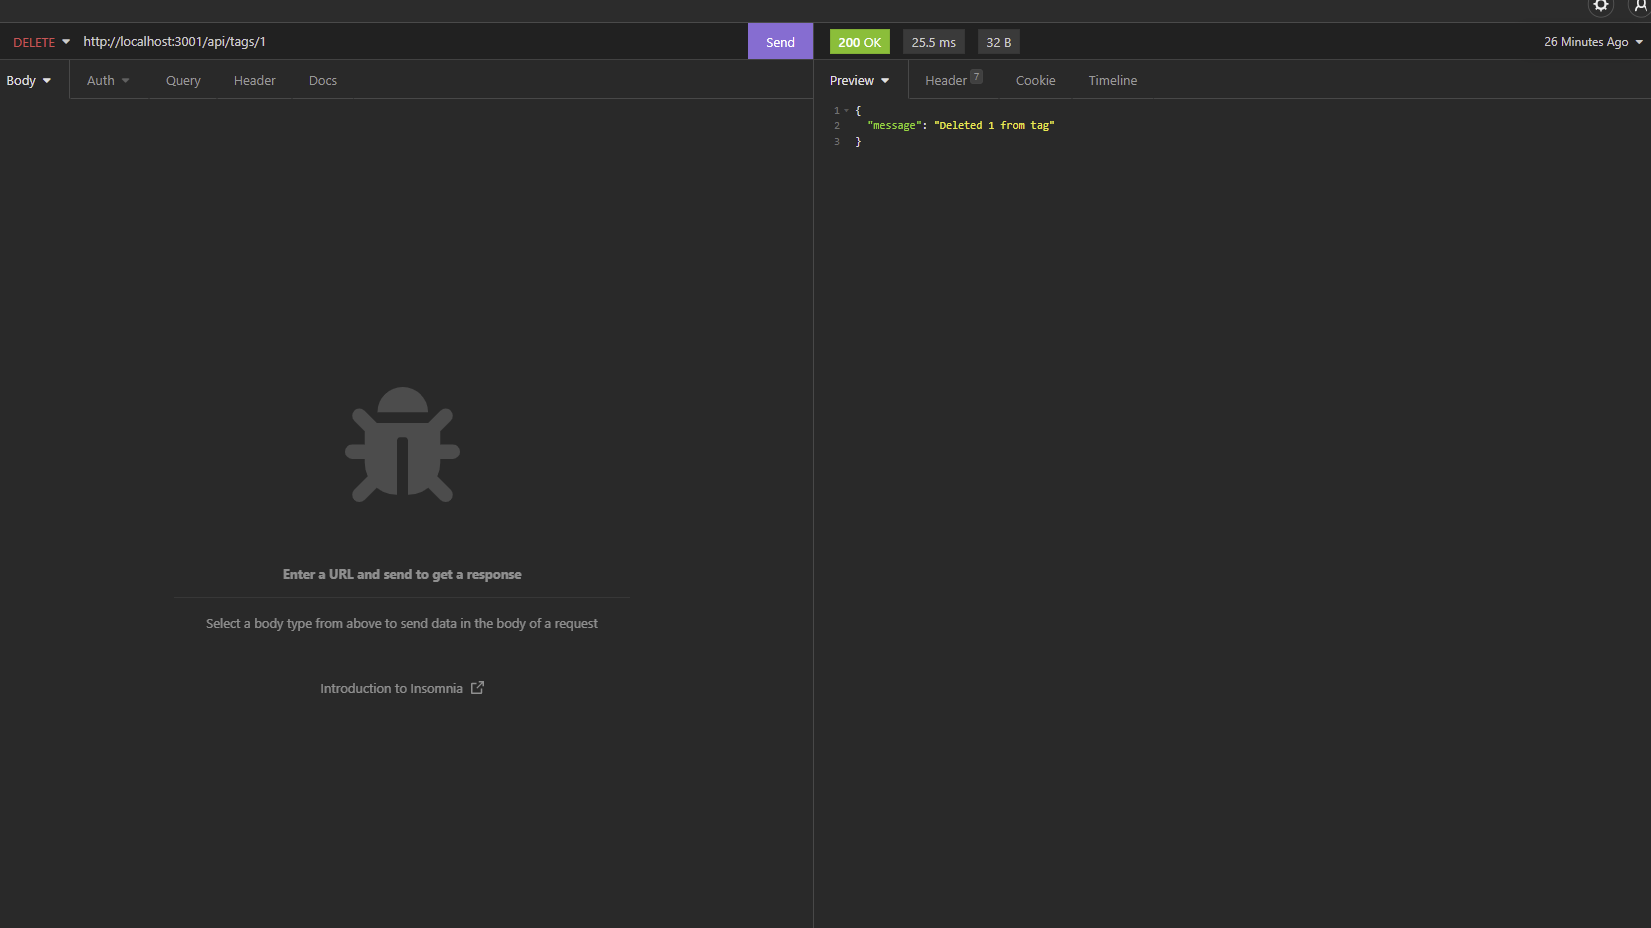 DELETE http://localhost:3001/api/tags/1 Send 200 OK 25.5 ms 32 B 26 Minutes Ago
Body Auth Query Header Docs Preview Header 7 Cookie Timeline
1 {
2 "message": "Deleted 1 from tag"
3 }
Enter a URL and send to get a response
Select a body type from above to send data in the body of a request
Introduction to Insomnia